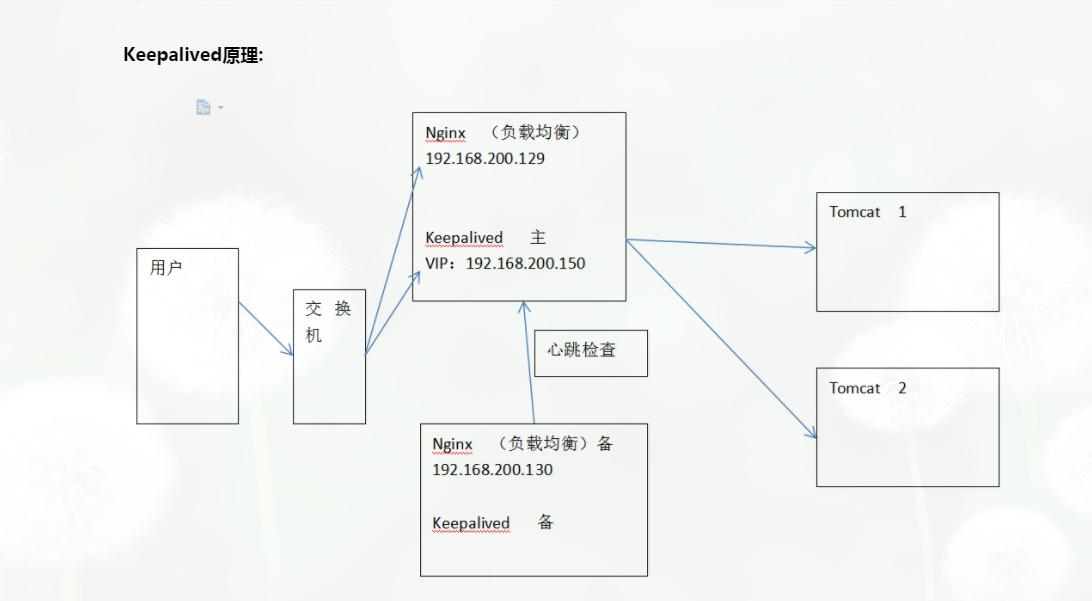 Keepalived原理:
Nginx （负载均衡）
192.168.200.129
Keepalived 主
VIP：192.168.200.150
Tomcat 1
用户
交 换
机
心跳检查
Tomcat 2
Nginx （负载均衡）备
192.168.200.130
Keepalived 备